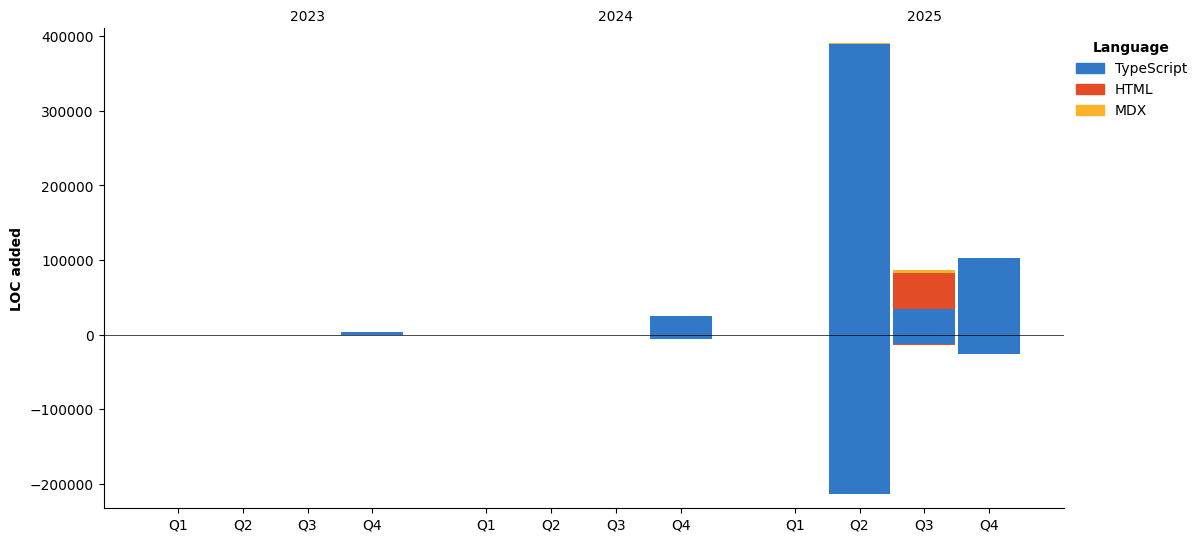 2023 2024 2025
Language
TypeScript
HTML
MDX
LOC added
400000
300000
200000
100000
0
−100000
−200000
Q1 Q2 Q3 Q4 Q1 Q2 Q3 Q4 Q1 Q2 Q3 Q4